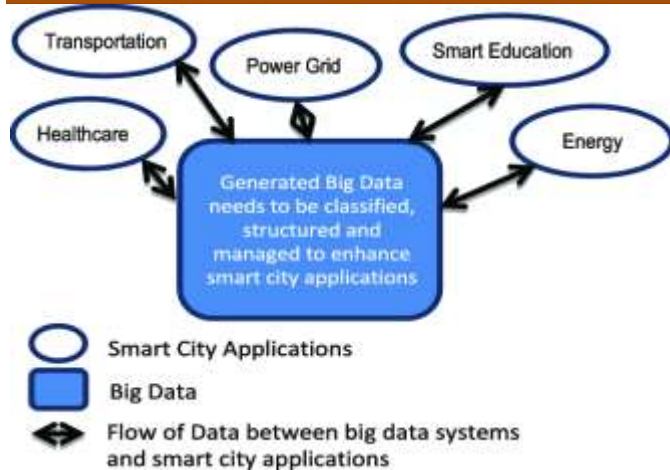 Transportation
Power Grid
Smart Education
Healthcare
Energy
Generated Big Data
needs to be classified,
structured and
managed to enhance
smart city applications
Smart City Applications
Big Data
Flow of Data between big data systems
and smart city applications